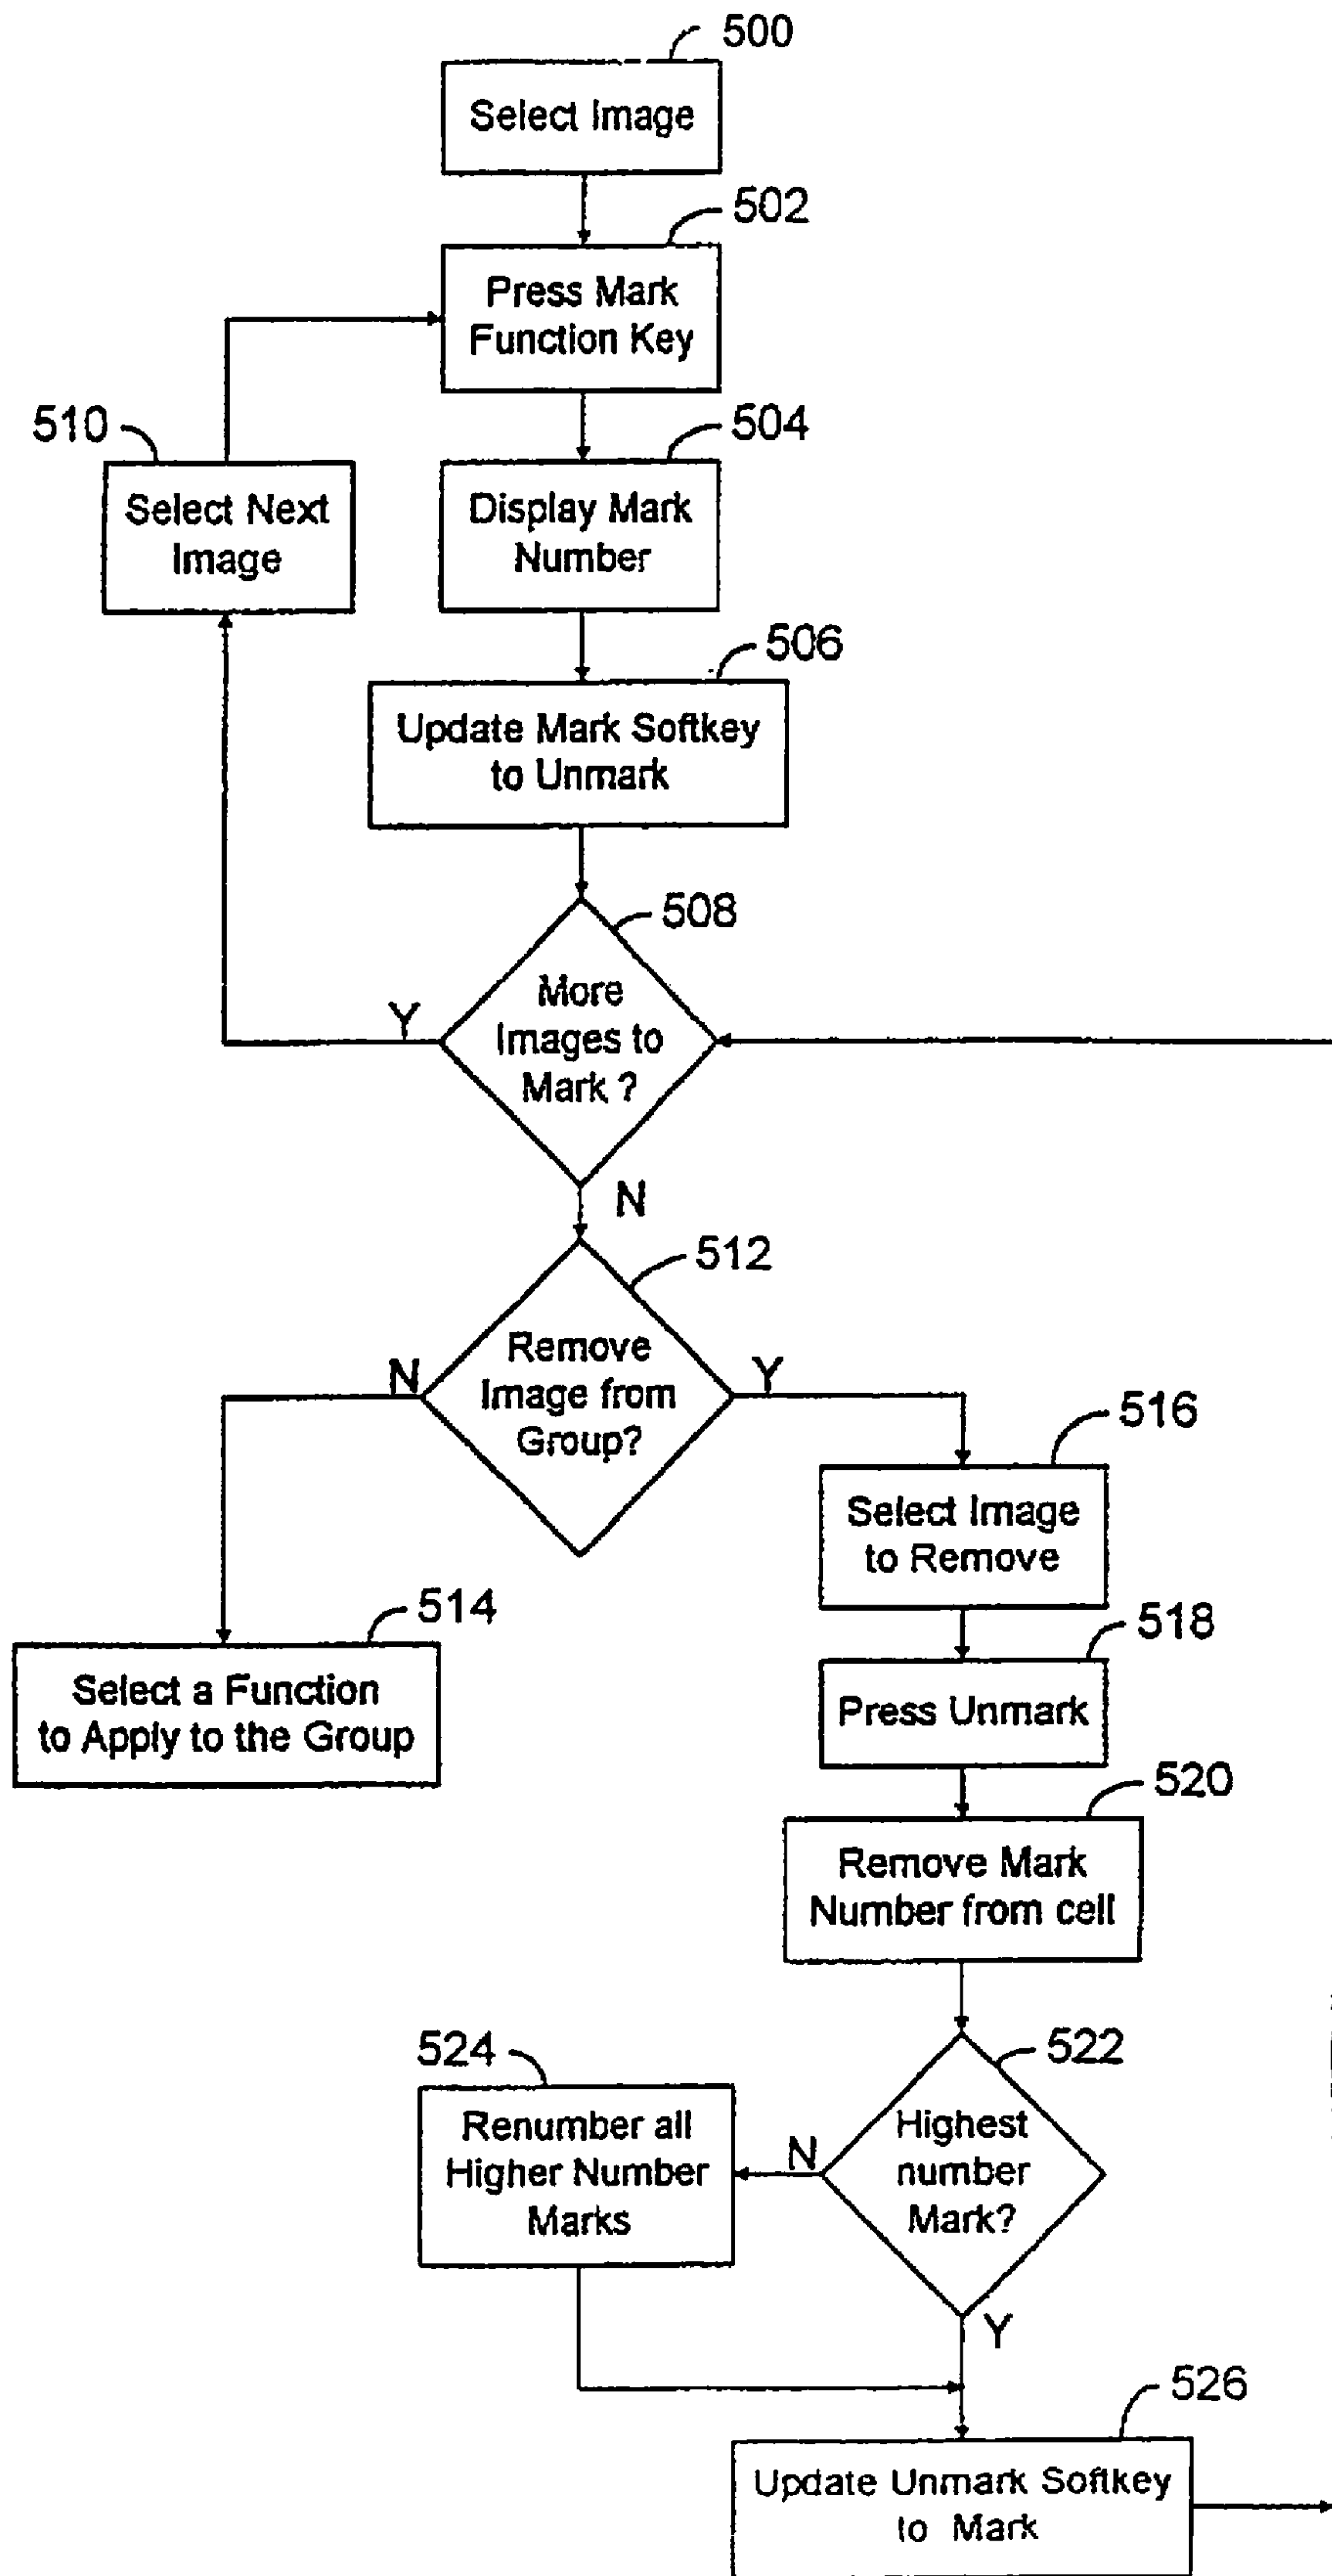 500
Select Image
502
Press Mark
Function Key
510
504
Select Next
Image
Display Mark
Number
506
Update Mark Softkey
to Unmark
508
More
Images to
Mark ?
Y
N
512
Remove
Image from
Group?
N
Y
516
Select Image
to Remove
514
Select a Function
to Apply to the Group
518
Press Unmark
520
Remove Mark
Number from cell
522
524
Highest
number
Mark?
N
Renumber all
Higher Number
Marks
Y
526
Update Unmark Softkey
to Mark